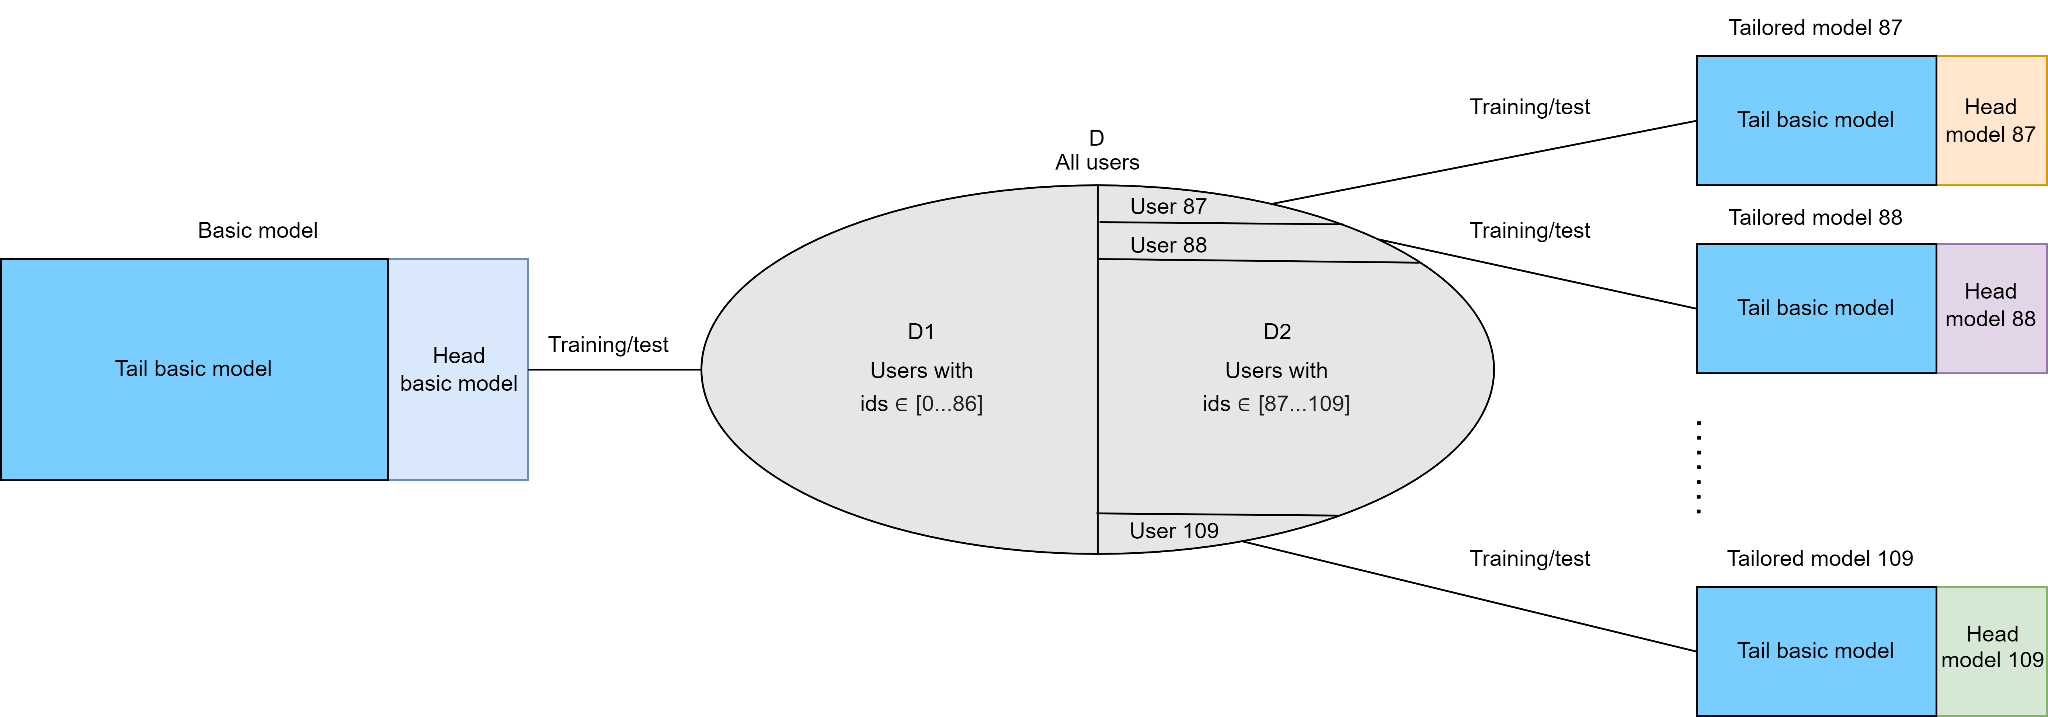 Basic model
Tail basic model
Head
basic model
Training/test
D
All users
D1
Users with
ids ∈ [0...86]
User 87
User 88
D2
Users with
ids ∈ [87...109]
User 109
Training/test
Tailored model 87
Tail basic model
Head
model 87
Training/test
Tailored model 88
Tail basic model
Head
model 88
Training/test
Tailored model 109
Tail basic model
Head
model 109